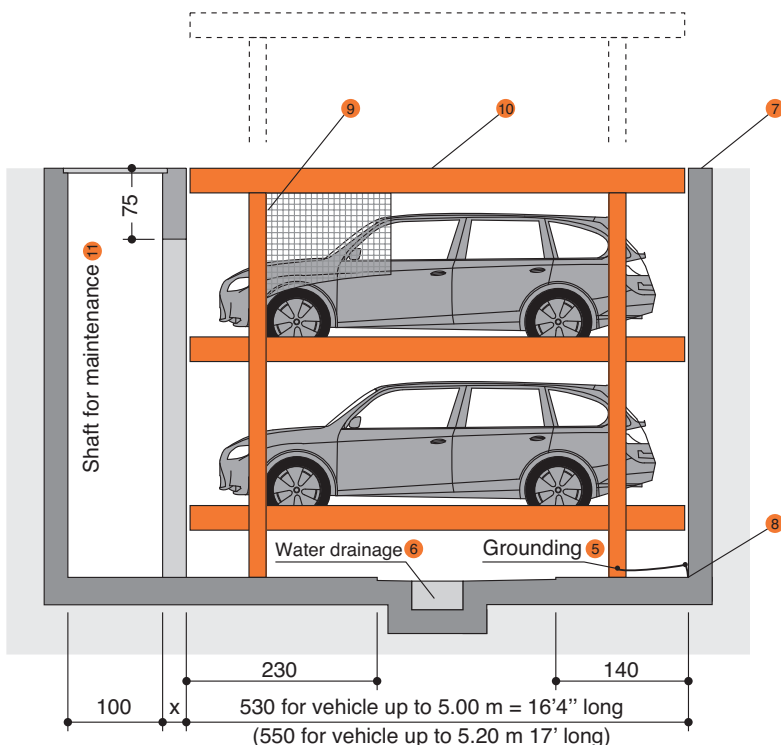 9
10
7
75
Shaft for maintenance 11
Water drainage 6
Grounding 5
8
230
140
100
x
530 for vehicle up to 5.00 m = 16'4'' long
(550 for vehicle up to 5.20 m 17' long)